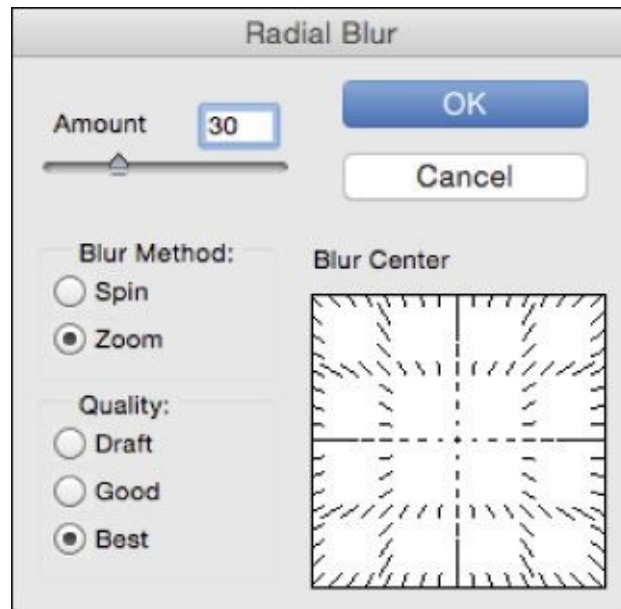 Radial Blur
Amount 30
OK
Cancel
Blur Method:
Spin
Zoom
Quality:
Draft
Good
Best
Blur Center